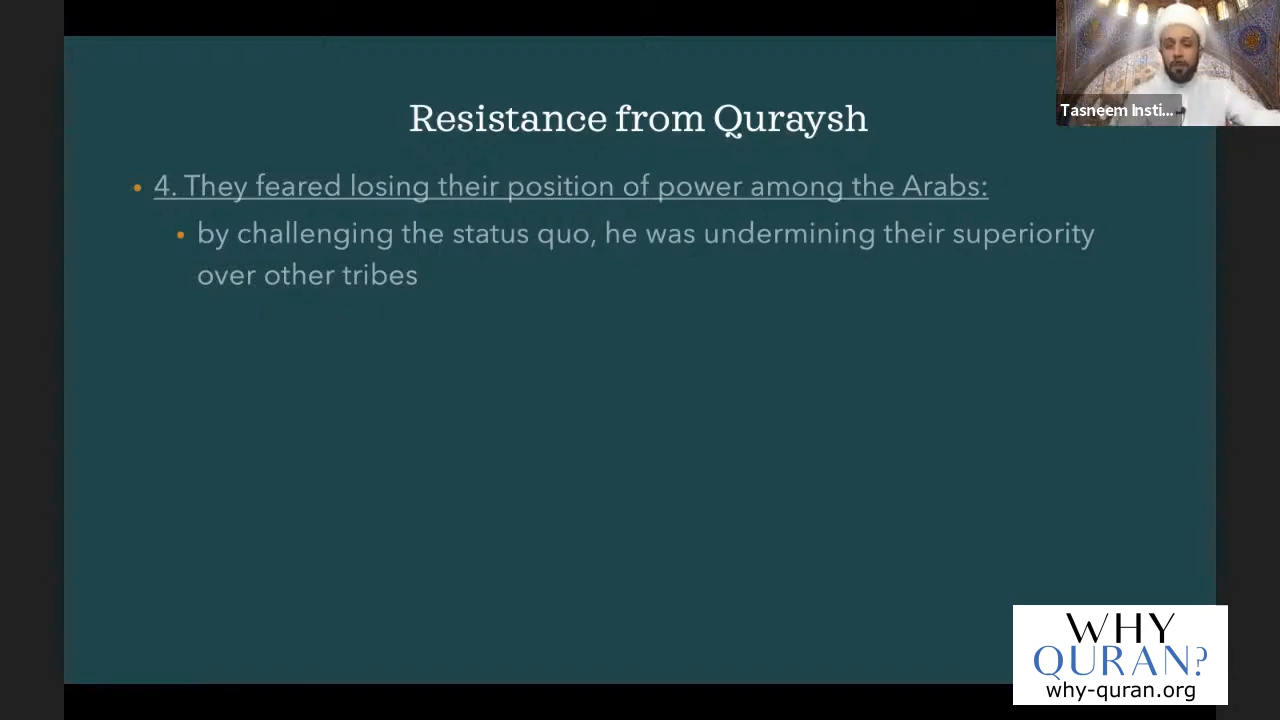 Resistance from Quraysh
• 4. They feared losing their position of power among the Arabs:
• by challenging the status quo, he was undermining their superiority
over other tribes
Tasneem Insti...
WHY
QURAN?
why-quran.org